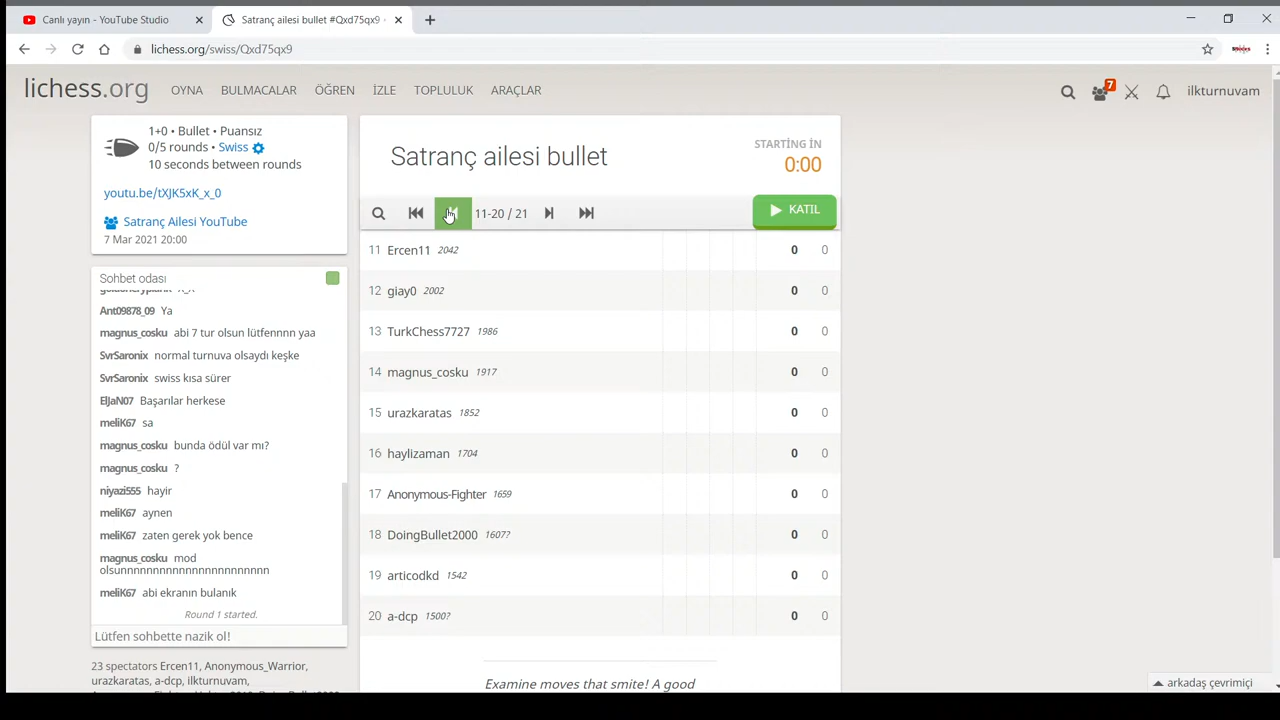 Canlı yayın - YouTube Studio
Satranç ailesi bullet #Qxd75qx9
lichess.org/swiss/Qxd75qx9
lichess.org
OYNA
BULMACALAR
ÖĞREN
İZLE
TOPLULUK
ARAÇLAR
7
ilkturnuvam
1+0 • Bullet • Puansız
0/5 rounds • Swiss
10 seconds between rounds
youtu.be/tXJK5xK_x_0
Satranç Ailesi YouTube
7 Mar 2021 20:00
Sohbet odası
Ant09878_09 Ya
magnus_cosku abi 7 tur olsun lütfennnn yaa
SvrSaronix normal turnuva olsaydı keşke
SvrSaronix swiss kısa sürer
EljaN07 Başarılar herkese
meliK67 sa
magnus_cosku bunda ödül var mı?
magnus_cosku ?
niyazi555 hayir
meliK67 aynen
meliK67 zaten gerek yok bence
magnus_cosku mod
olsunnnnnnnnnnnnnnnnnnnnnnn
meliK67 abi ekranın bulanık
Round 1 started.
Lütfen sohbette nazik ol!
23 spectators Ercen11, Anonymous_Warrior,
urazkaratas, a-dcp, ilkturnuvam,
Satranç ailesi bullet
STARTİNG İN
0:00
11-20 / 21
KATIL
11 Ercen11 2042 0 0
12 giay0 2002 0 0
13 TurkChess7727 1986 0 0
14 magnus_cosku 1917 0 0
15 urazkaratas 1852 0 0
16 haylizaman 1704 0 0
17 Anonymous-Fighter 1659 0 0
18 DoingBullet2000 1607? 0 0
19 articodkd 1542 0 0
20 a-dcp 1500? 0 0
Examine moves that smite! A good
arkadaş çevrimiçi